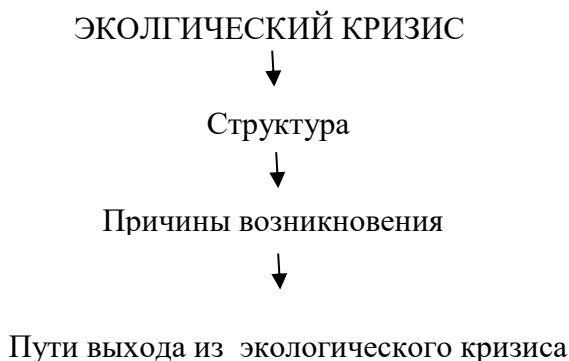 ЭКОЛГИЧЕСКИЙ КРИЗИС
Структура
Причины возникновения
Пути выхода из экологического кризиса